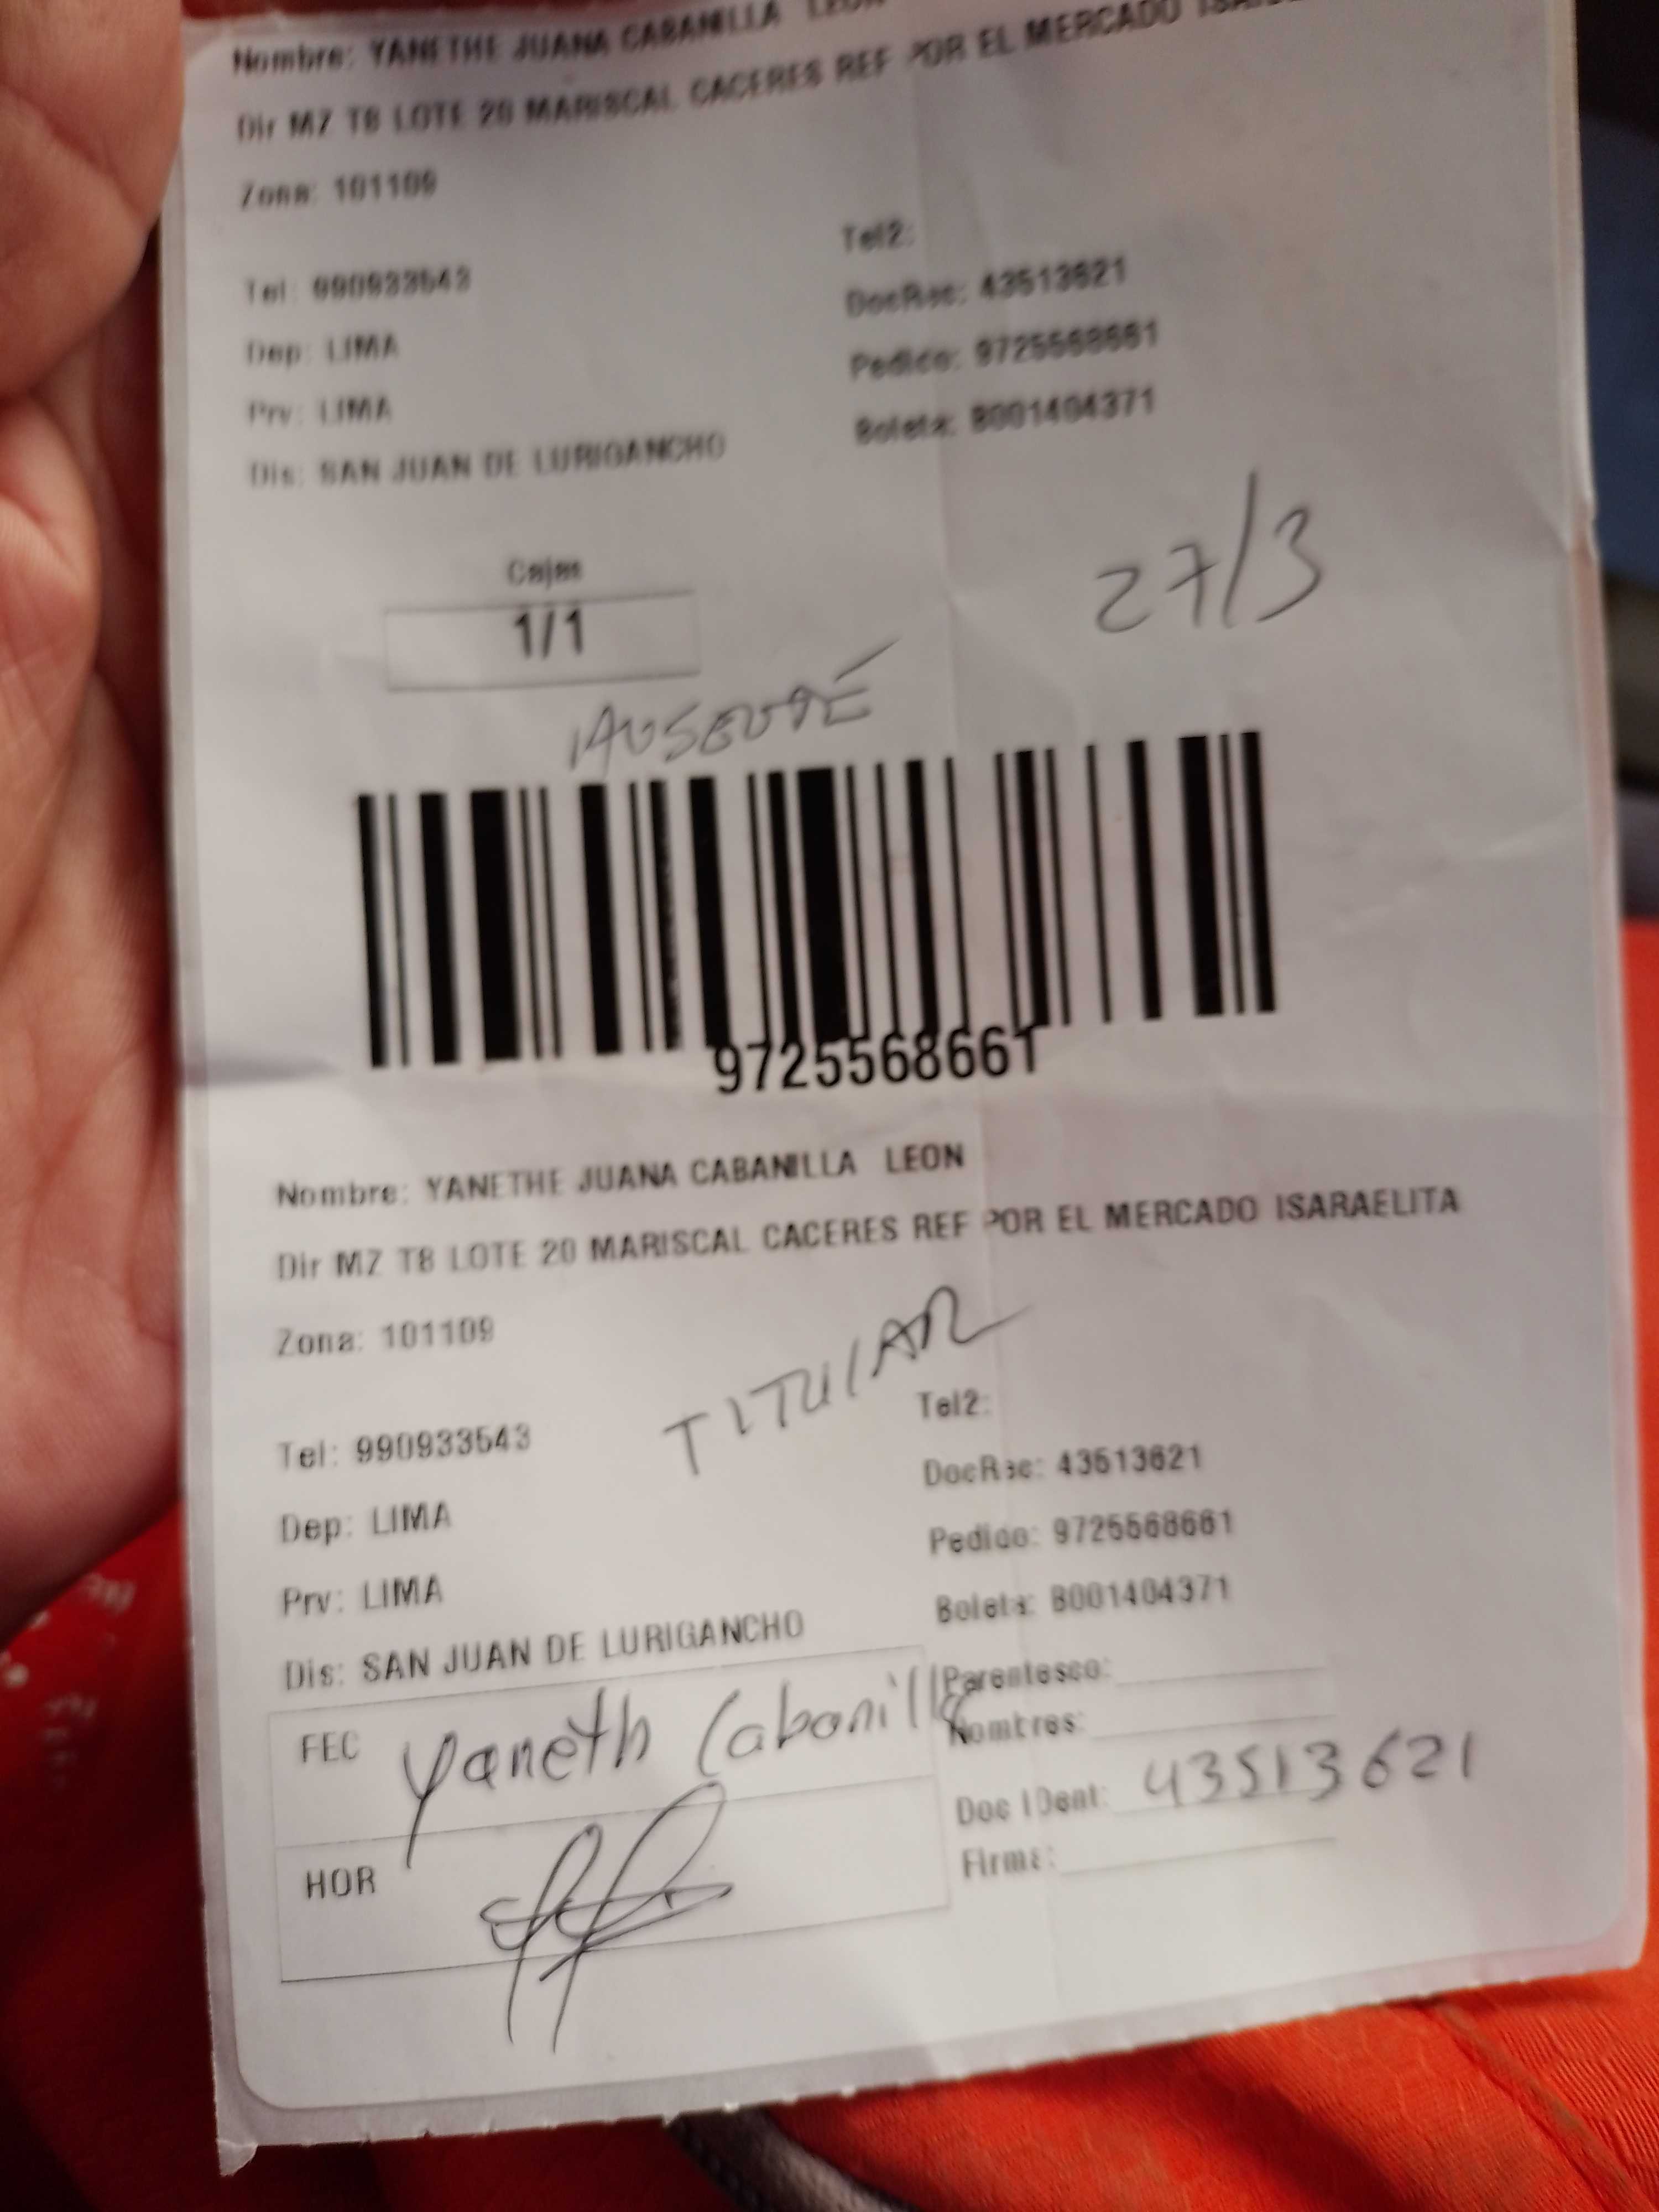 Nombre: YANETHE JUANA CABANILLA LEON
Dir MZ T8 LOTE 20 MARISCAL CACERES REF POR EL MERCADO
Zona: 101109
Tel2:
Tel: 990933543
DocRec: 43513621
Dep: LIMA
Pedido: 9725568661
Prv: LIMA
Boleta: B001404371
Dis: SAN JUAN DE LURIGANCHO
27/3
Cajas
1/1
AUSENTE
9725568661
Nombre: YANETHE JUANA CABANILLA LEON
Dir MZ T8 LOTE 20 MARISCAL CACERES REF POR EL MERCADO ISARAELITA
Zona: 101109
TITULAR
Tel2:
Tel: 990933543
DocRec: 43513621
Dep: LIMA
Pedido: 9725568661
Prv: LIMA
Boleta: B001404371
Dis: SAN JUAN DE LURIGANCHO
Parentesco:
FEC Yaneth Cabanilla
Nombres:
Doc IDent: 43513621
HOR
Firma: